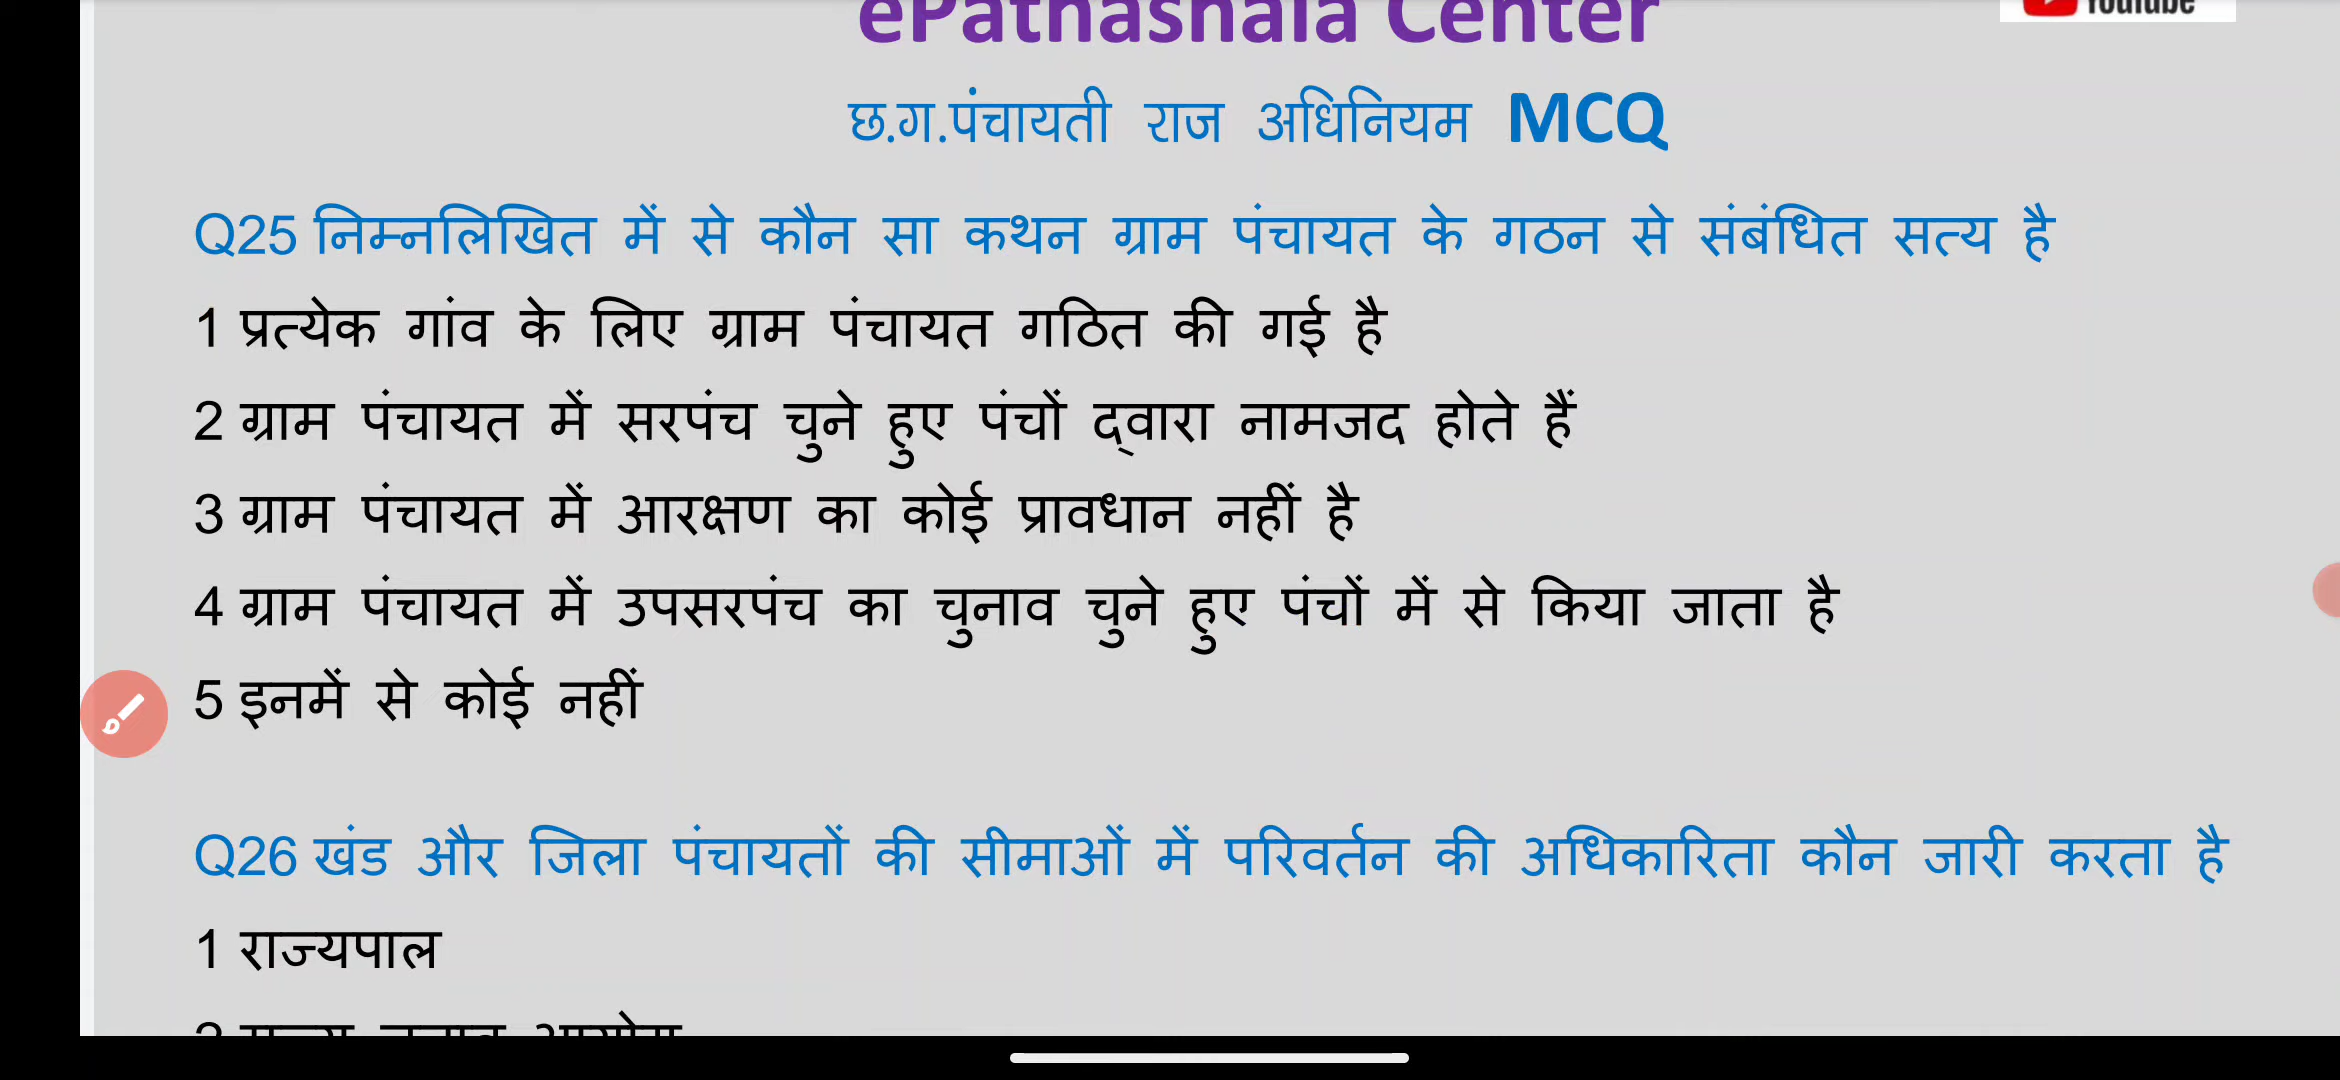 ePathashala Center
YouTube
छ.ग.पंचायती राज अधिनियम MCQ
Q25 निम्नलिखित में से कौन सा कथन ग्राम पंचायत के गठन से संबंधित सत्य है
1 प्रत्येक गांव के लिए ग्राम पंचायत गठित की गई है
2 ग्राम पंचायत में सरपंच चुने हुए पंचों द्वारा नामजद होते हैं
3 ग्राम पंचायत में आरक्षण का कोई प्रावधान नहीं है
4 ग्राम पंचायत में उपसरपंच का चुनाव चुने हुए पंचों में से किया जाता है
5 इनमें से कोई नहीं
Q26 खंड और जिला पंचायतों की सीमाओं में परिवर्तन की अधिकारिता कौन जारी करता है
1 राज्यपाल